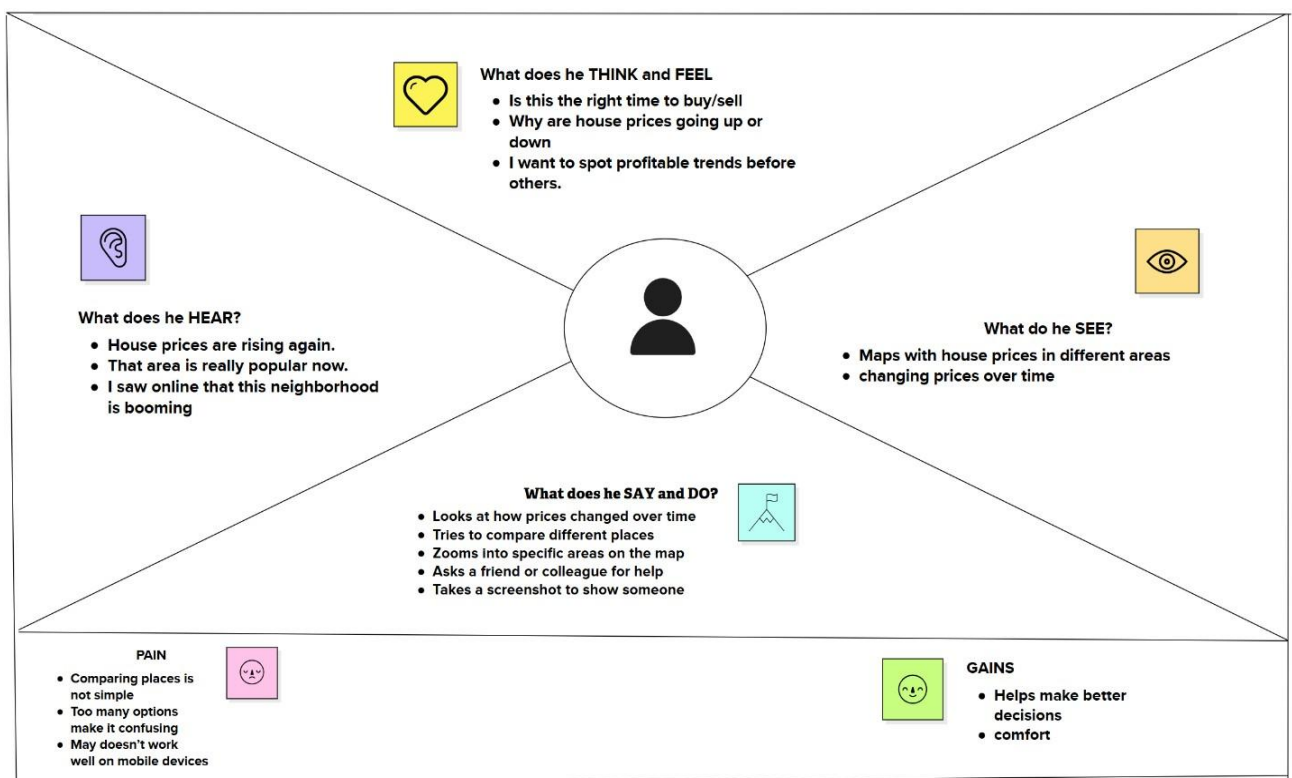 What does he THINK and FEEL
• Is this the right time to buy/sell
• Why are house prices going up or
down
• I want to spot profitable trends before
others.
What does he HEAR?
• House prices are rising again.
• That area is really popular now.
• I saw online that this neighborhood
is booming
What do he SEE?
• Maps with house prices in different areas
• changing prices over time
What does he SAY and DO?
• Looks at how prices changed over time
• Tries to compare different places
• Zooms into specific areas on the map
• Asks a friend or colleague for help
• Takes a screenshot to show someone
PAIN
• Comparing places is
not simple
• Too many options
make it confusing
• May doesn't work
well on mobile devices
GAINS
• Helps make better
decisions
• comfort